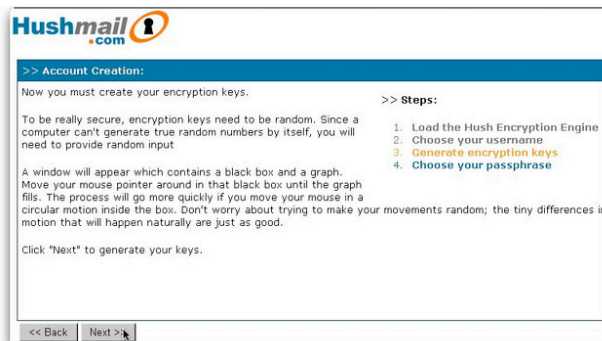 Hushmail
.com
>> Account Creation:
Now you must create your encryption keys.
To be really secure, encryption keys need to be random. Since a
computer can't generate true random numbers by itself, you will
need to provide random input
A window will appear which contains a black box and a graph.
Move your mouse pointer around in that black box until the graph
fills. The process will go more quickly if you move your mouse in a
circular motion inside the box. Don't worry about trying to make your movements random; the tiny differences in
motion that will happen naturally are just as good.
Click "Next" to generate your keys.
>> Steps:
1. Load the Hush Encryption Engine
2. Choose your username
3. Generate encryption keys
4. Choose your passphrase
<< Back
Next >>